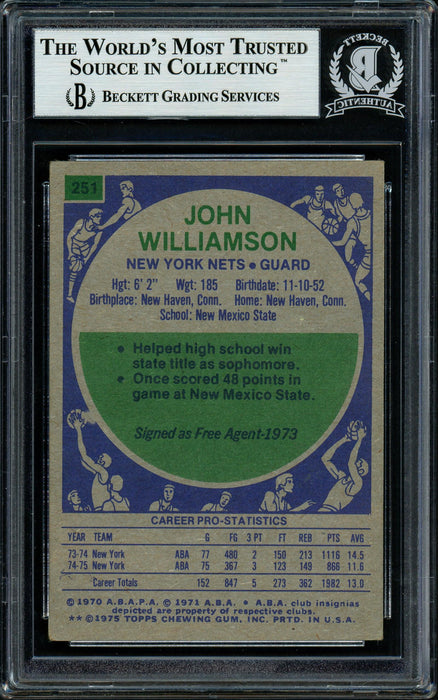 THE WORLD'S MOST TRUSTED
SOURCE IN COLLECTING™
B BECKETT GRADING SERVICES
BECKETT
AUTHENTIC
251
JOHN
WILLIAMSON
NEW YORK NETS • GUARD
Hgt: 6' 2" Wgt: 185 Birthdate: 11-10-52
Birthplace: New Haven, Conn. Home: New Haven, Conn.
School: New Mexico State
• Helped high school win
state title as sophomore.
• Once scored 48 points in
game at New Mexico State.
Signed as Free Agent-1973
CAREER PRO-STATISTICS
YEAR TEAM G FG 3 PT FT REB PTS AVG
73-74 New York ABA 77 480 2 150 213 1116 14.5
74-75 New York ABA 75 367 3 123 149 866 11.6
Career Totals 152 847 5 273 362 1982 13.0
© 1970 A.B.A.P.A. © 1971 A.B.A. • A.B.A. club insignias
depicted are property of respective clubs.
** © 1975 TOPPS CHEWING GUM, INC. PRTD. IN U.S.A.